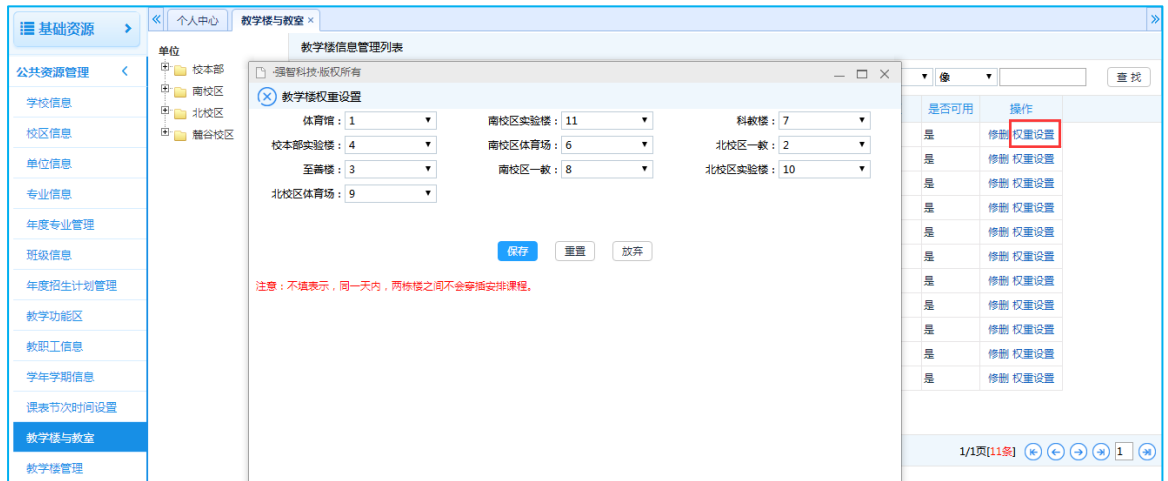 基础资源
公共资源管理
学校信息
校区信息
单位信息
专业信息
年度专业管理
班级信息
年度招生计划管理
教学功能区
教职工信息
学年学期信息
课表节次时间设置
教学楼与教室
教学楼管理
个人中心 教学楼与教室 ×
单位
校本部
南校区
北校区
麓谷校区
教学楼信息管理列表
像 查 找
-强智科技-版权所有
教学楼权重设置
体育馆：1 南校区实验楼：11 科教楼：7
校本部实验楼：4 南校区体育场：6 北校区一教：2
至善楼：3 南校区一教：8 北校区实验楼：10
北校区体育场：9
保存 重置 放弃
注意：不填表示，同一天内，两栋楼之间不会穿插安排课程。
是否可用 操作
是 修删 权重设置
是 修删 权重设置
是 修删 权重设置
是 修删 权重设置
是 修删 权重设置
是 修删 权重设置
是 修删 权重设置
是 修删 权重设置
是 修删 权重设置
是 修删 权重设置
是 修删 权重设置
1/1页[11条] 1